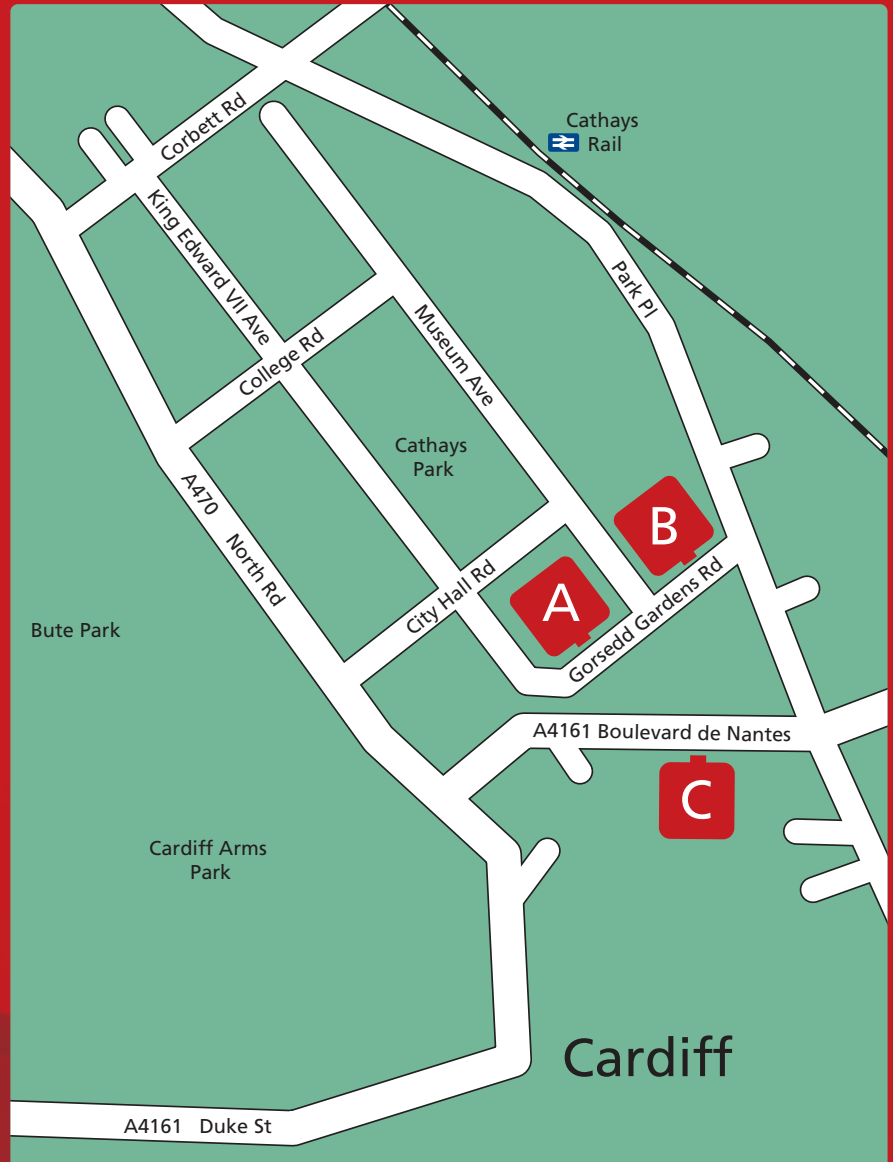 Cathays
Rail
Corbett Rd
King Edward VII Ave
Park Pl
College Rd
Museum Ave
Cathays
Park
A470 North Rd
B
City Hall Rd
A
Gorsedd Gardens Rd
Bute Park
A4161 Boulevard de Nantes
C
Cardiff Arms
Park
Cardiff
A4161 Duke St